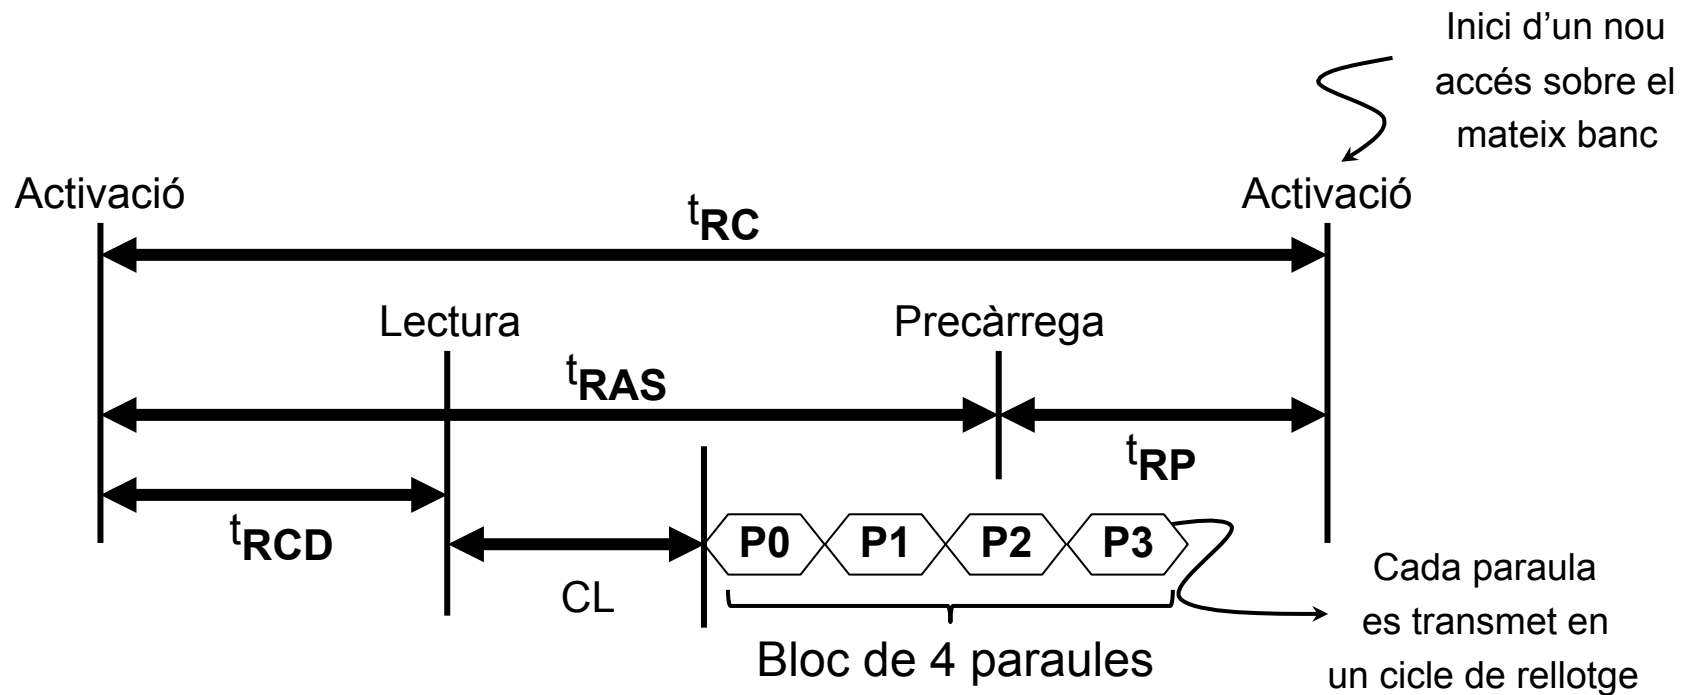 Inici d’un nou
accés sobre el
mateix banc
Activació
Activació
tRC
Lectura
Precàrrega
tRAS
tRP
tRCD
CL
P0 P1 P2 P3
Bloc de 4 paraules
Cada paraula
es transmet en
un cicle de rellotge